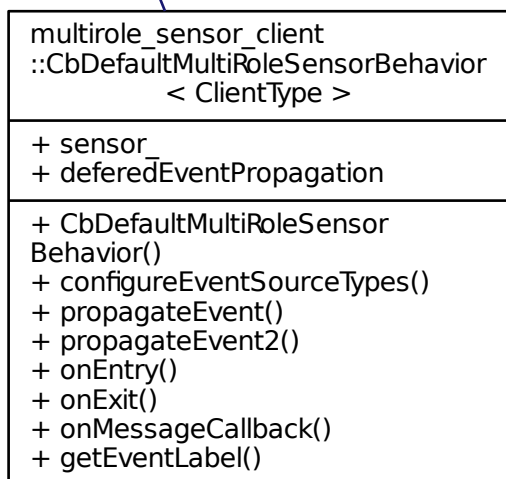 multirole_sensor_client
::CbDefaultMultiRoleSensorBehavior
< ClientType >
+ sensor_
+ deferedEventPropagation
+ CbDefaultMultiRoleSensor
Behavior()
+ configureEventSourceTypes()
+ propagateEvent()
+ propagateEvent2()
+ onEntry()
+ onExit()
+ onMessageCallback()
+ getEventLabel()